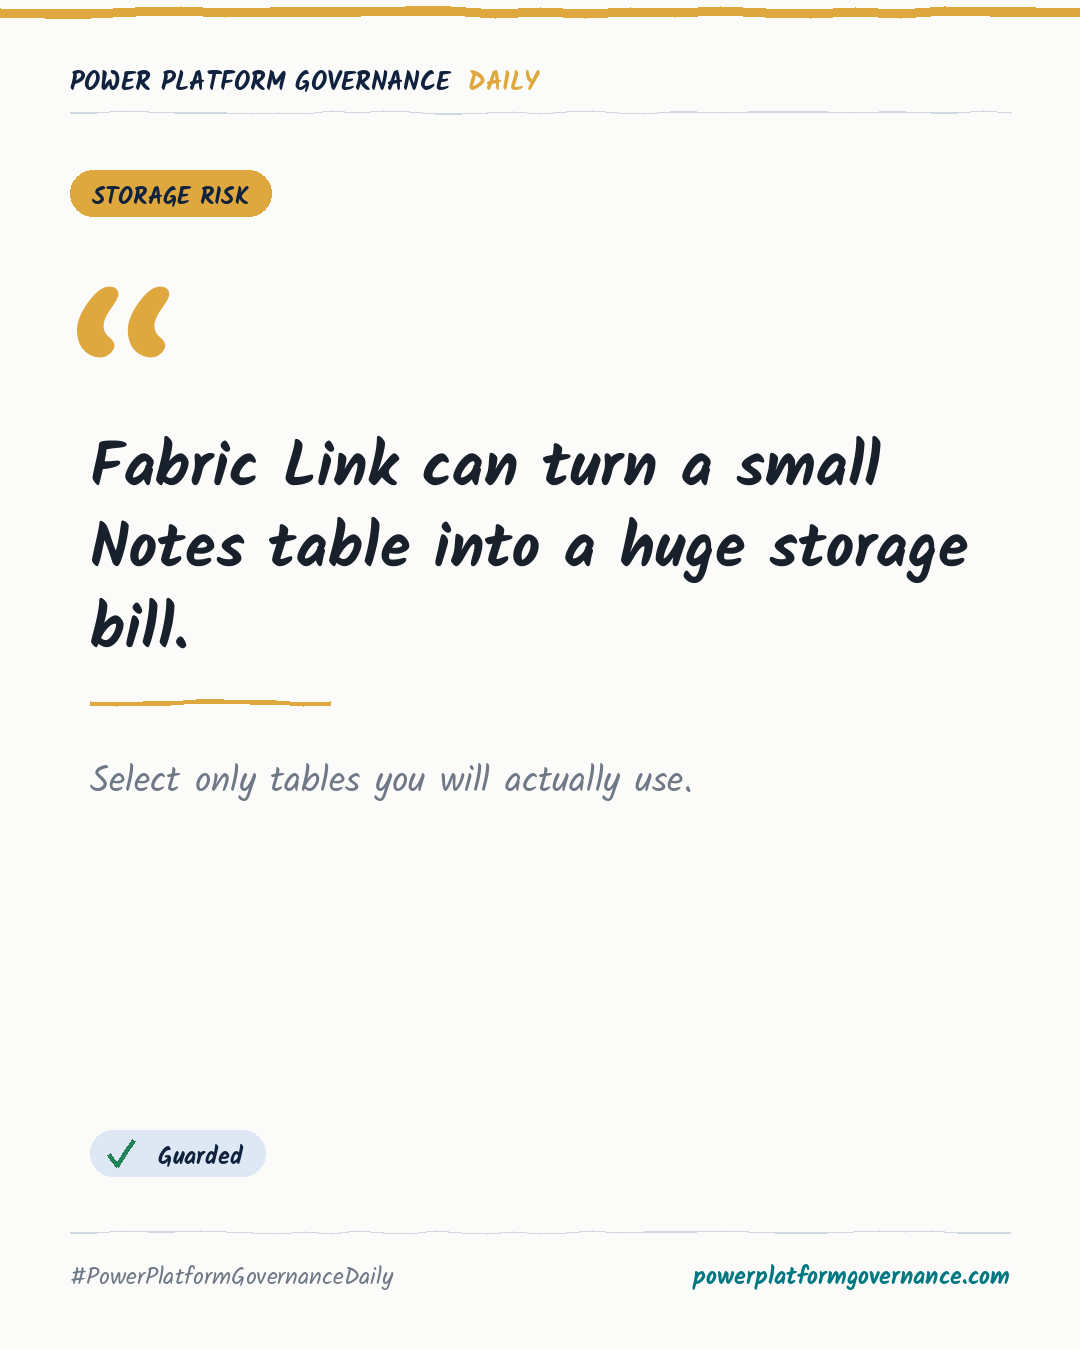 POWER PLATFORM GOVERNANCE DAILY
STORAGE RISK
“
Fabric Link can turn a small
Notes table into a huge storage
bill.
Select only tables you will actually use.
Guarded
#PowerPlatformGovernanceDaily
powerplatformgovernance.com